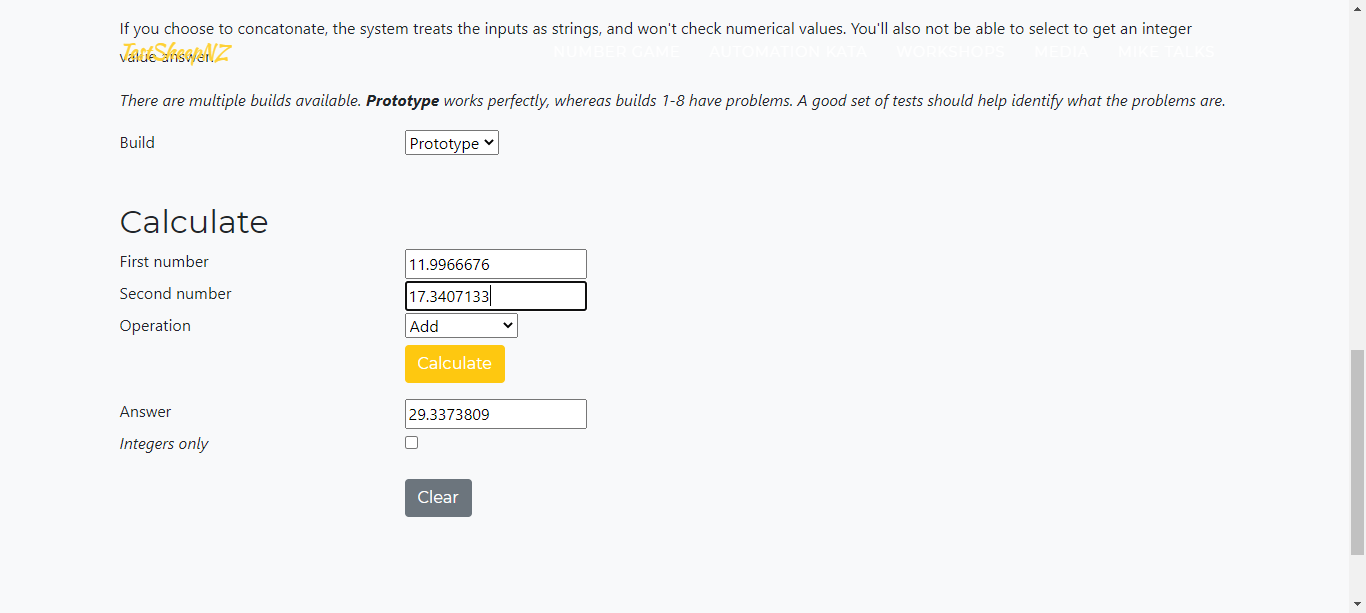 If you choose to concatonate, the system treats the inputs as strings, and won't check numerical values. You'll also not be able to select to get an integer
TestSheepNZ NUMBER GAME MEDIA MIKE TALKS
value answer.
There are multiple builds available. Prototype works perfectly, whereas builds 1-8 have problems. A good set of tests should help identify what the problems are.
Build Prototype
Calculate
First number 11.9966676
Second number 17.3407133
Operation Add
Calculate
Answer 29.3373809
Integers only
Clear